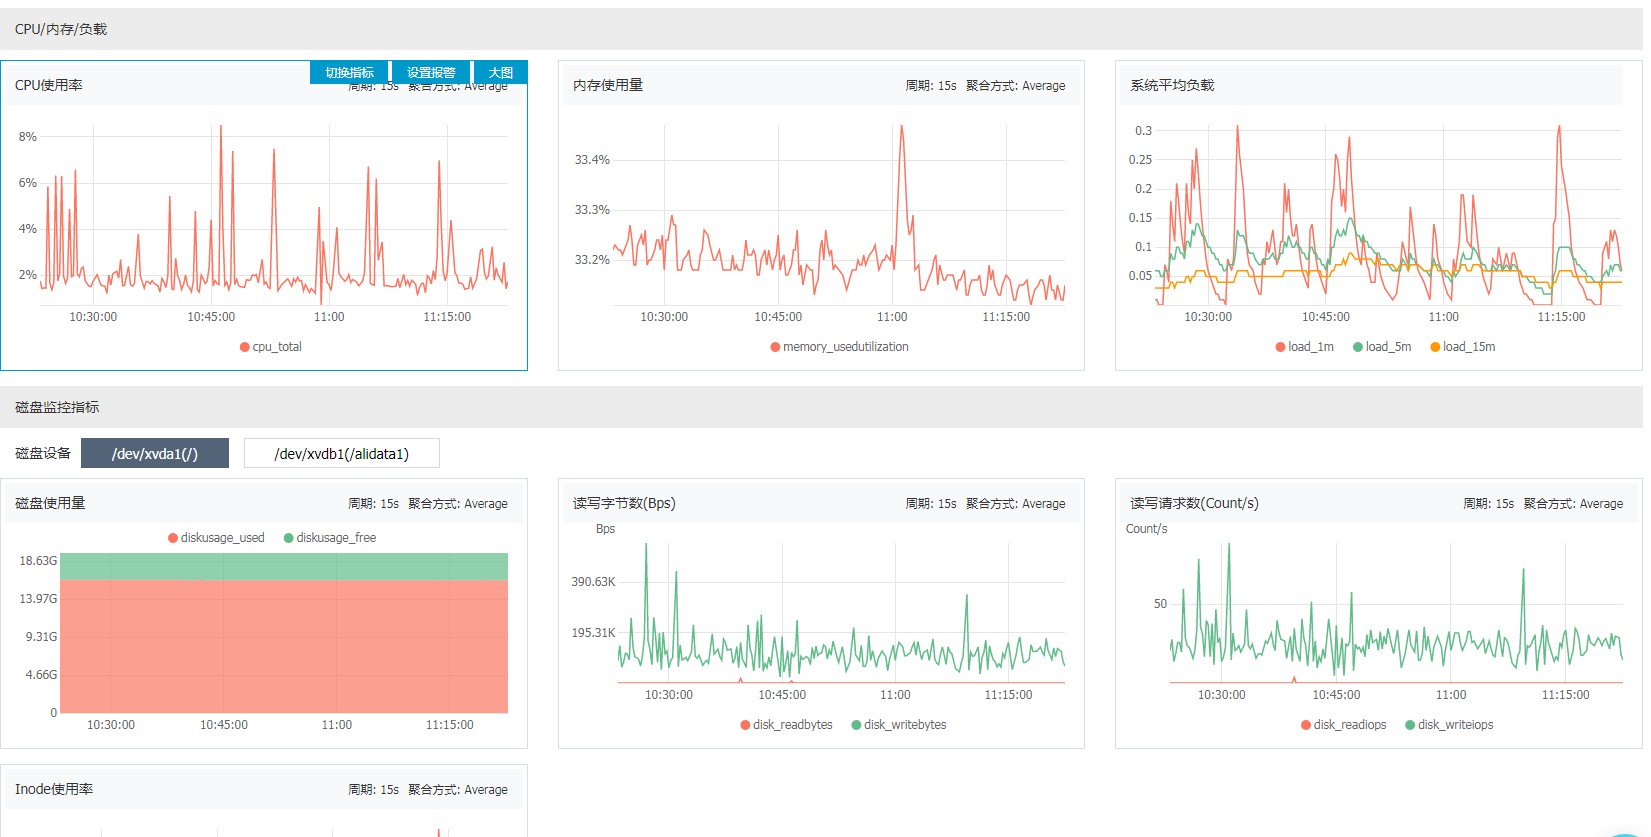 CPU/内存/负载
CPU使用率
切换指标 设置报警 大图
周期: 15s 聚合方式: Average
8%
6%
4%
2%
10:30:00 10:45:00 11:00 11:15:00
cpu_total
内存使用量 周期: 15s 聚合方式: Average
33.4%
33.3%
33.2%
10:30:00 10:45:00 11:00 11:15:00
memory_usedutilization
系统平均负载
0.3
0.25
0.2
0.15
0.1
0.05
10:30:00 10:45:00 11:00 11:15:00
load_1m load_5m load_15m
磁盘监控指标
磁盘设备 /dev/xvda1(/) /dev/xvdb1(/alidata1)
磁盘使用量 周期: 15s 聚合方式: Average
diskusage_used diskusage_free
18.63G
13.97G
9.31G
4.66G
0
10:30:00 10:45:00 11:00 11:15:00
读写字节数(Bps) 周期: 15s 聚合方式: Average
Bps
390.63K
195.31K
10:30:00 10:45:00 11:00 11:15:00
disk_readbytes disk_writebytes
读写请求数(Count/s) 周期: 15s 聚合方式: Average
Count/s
50
10:30:00 10:45:00 11:00 11:15:00
disk_readiops disk_writeiops
Inode使用率 周期: 15s 聚合方式: Average